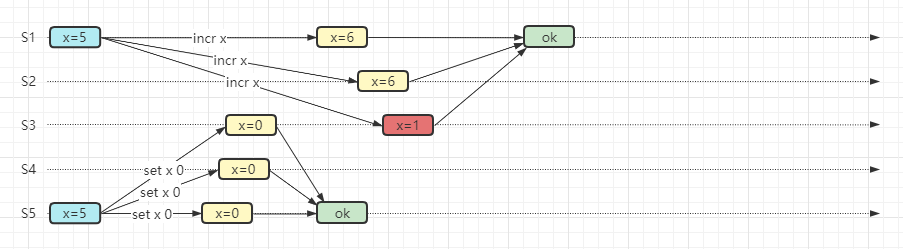 S1 x=5 incr x x=6 ok
S2 incr x x=6
incr x
S3 x=0 x=1
S4 set x 0 x=0
set x 0
S5 x=5 set x 0 x=0 ok